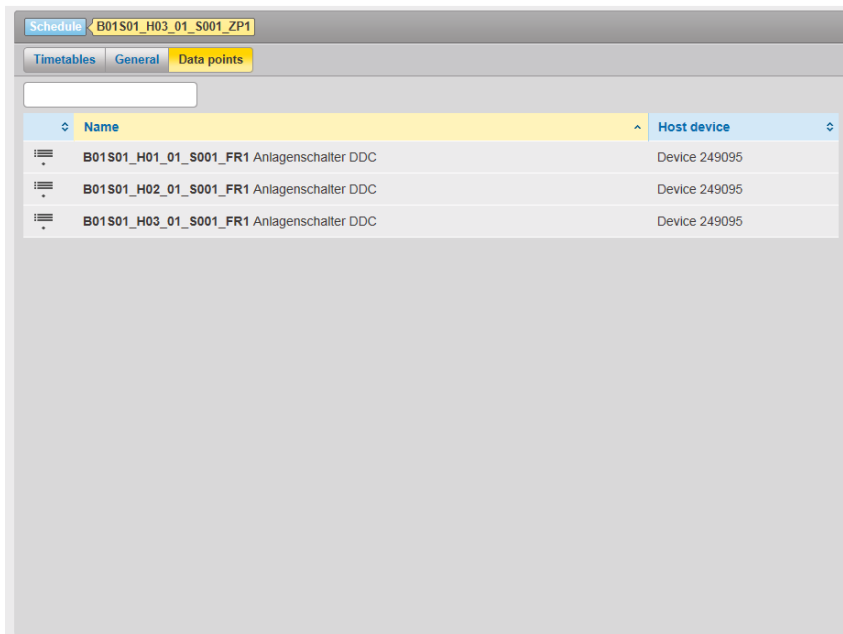 Schedule B01S01_H03_01_S001_ZP1
Timetables General Data points
Name Host device
B01S01_H01_01_S001_FR1 Anlagenschalter DDC Device 249095
B01S01_H02_01_S001_FR1 Anlagenschalter DDC Device 249095
B01S01_H03_01_S001_FR1 Anlagenschalter DDC Device 249095